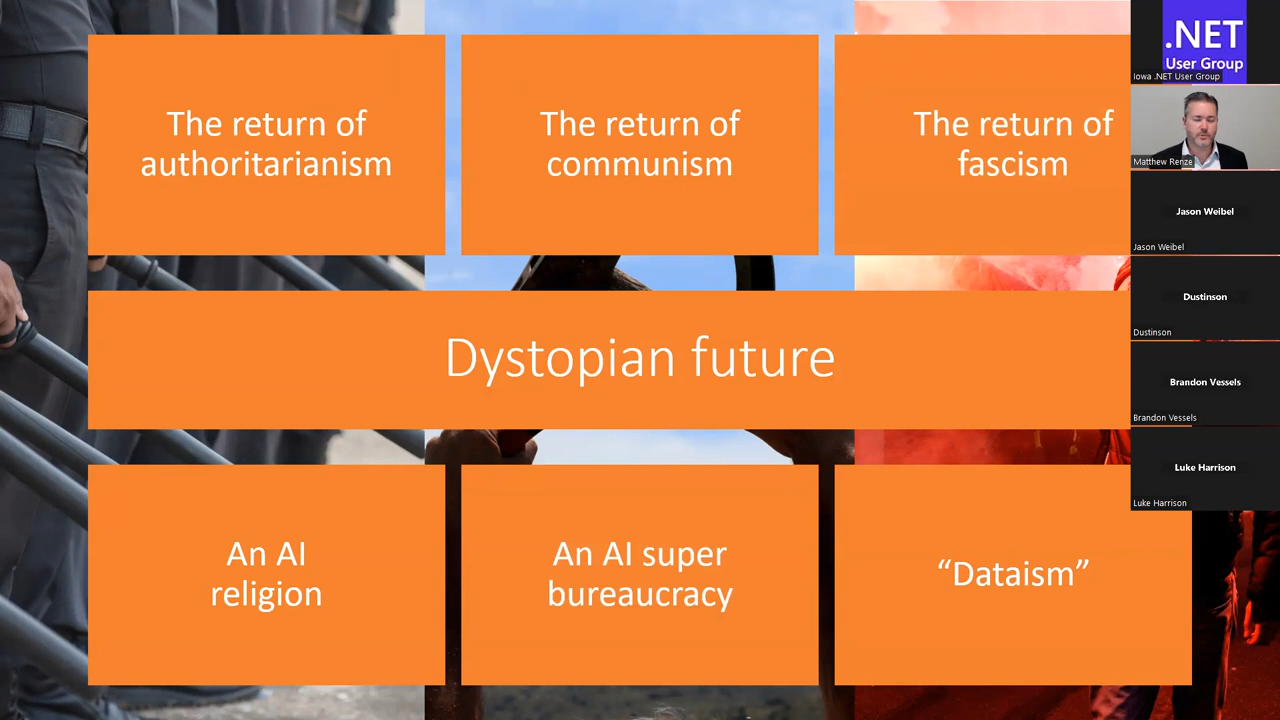 The return of
authoritarianism
The return of
communism
The return of
fascism
Dystopian future
An AI
religion
An AI super
bureaucracy
“Dataism”
.NET
User Group
Iowa .NET User Group
Matthew Renze
Jason Weibel
Jason Weibel
Dustinson
Dustinson
Brandon Vessels
Brandon Vessels
Luke Harrison
Luke Harrison